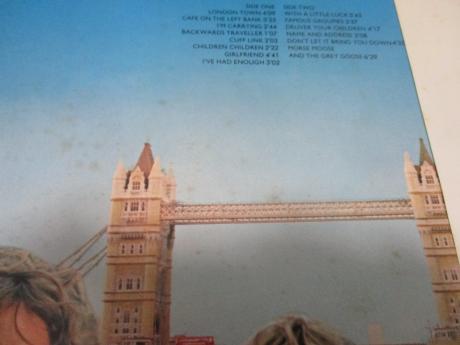 SIDE ONE
LONDON TOWN 4'09
CAFE ON THE LEFT BANK 3'25
I'M CARRYING 2'44
BACKWARDS TRAVELLER 1'07
CUFF LINK 2'03
CHILDREN CHILDREN 2'22
GIRLFRIEND 4'41
I'VE HAD ENOUGH 3'02
SIDE TWO
WITH A LITTLE LUCK 5'45
FAMOUS GROUPIES 3'37
DELIVER YOUR CHILDREN 4'17
NAME AND ADDRESS 3'08
DON'T LET IT BRING YOU DOWN 4'35
MORSE MOOSE
AND THE GREY GOOSE 6'29